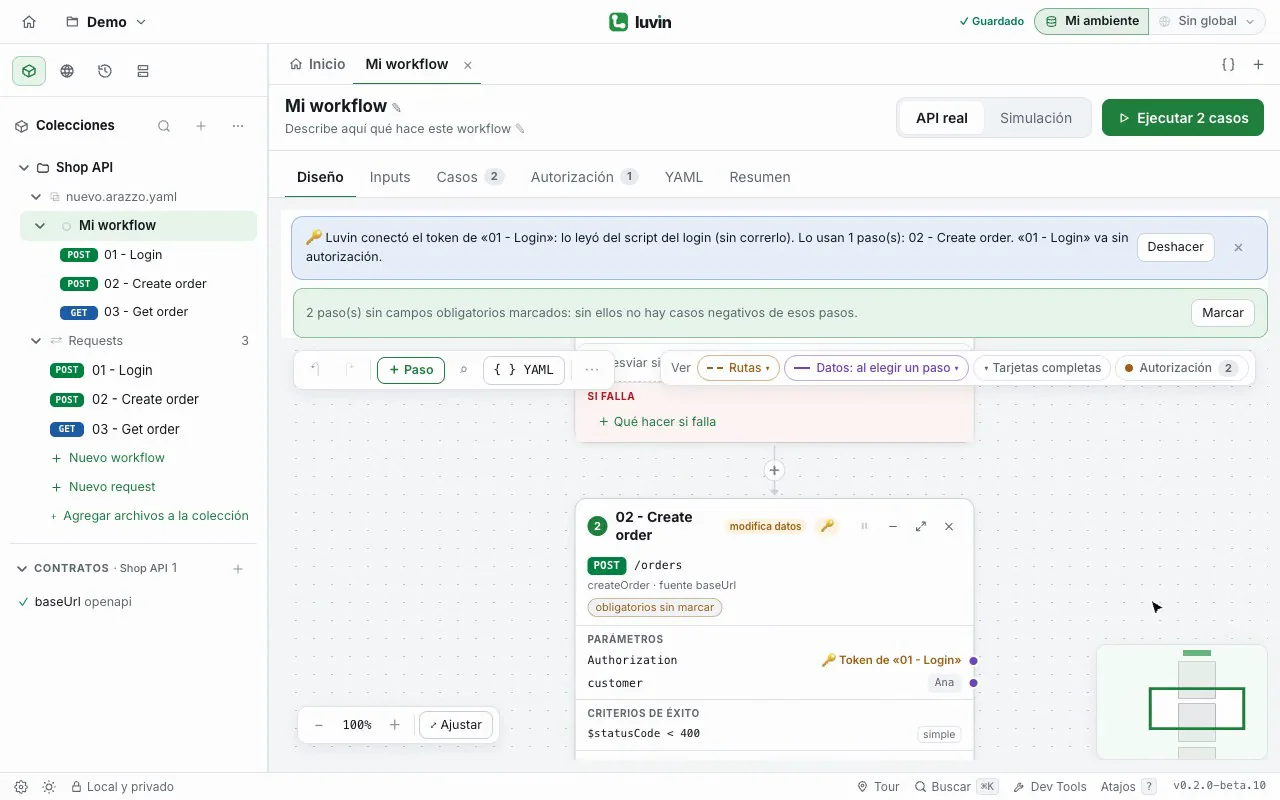 Demo
luvin
Guardado
Mi ambiente
Sin global
Inicio
Mi workflow
{ }
Colecciones
Mi workflow
Describe aquí qué hace este workflow
API real
Simulación
Ejecutar 2 casos
Shop API
nuevo.arazzo.yaml
Mi workflow
POST 01 - Login
POST 02 - Create order
GET 03 - Get order
Requests 3
POST 01 - Login
POST 02 - Create order
GET 03 - Get order
+ Nuevo workflow
+ Nuevo request
+ Agregar archivos a la colección
CONTRATOS · Shop API 1
baseUrl openapi
Diseño
Inputs
Casos 2
Autorización 1
YAML
Resumen
Luvin conectó el token de «01 - Login»: lo leyó del script del login (sin correrlo). Lo usan 1 paso(s): 02 - Create order. «01 - Login» va sin
autorización.
Deshacer
2 paso(s) sin campos obligatorios marcados: sin ellos no hay casos negativos de esos pasos.
Marcar
+ Paso
{ } YAML
···
esviar si
Ver
Rutas
Datos: al elegir un paso
Tarjetas completas
Autorización 2
SI FALLA
+ Qué hacer si falla
2
02 - Create
order
modifica datos
POST /orders
createOrder · fuente baseUrl
obligatorios sin marcar
PARÁMETROS
Authorization
Token de «01 - Login»
customer
Ana
CRITERIOS DE ÉXITO
$statusCode < 400
simple
− 100% +
Ajustar
Local y privado
Tour
Buscar ⌘K
Dev Tools
Atajos ?
v0.2.0-beta.10